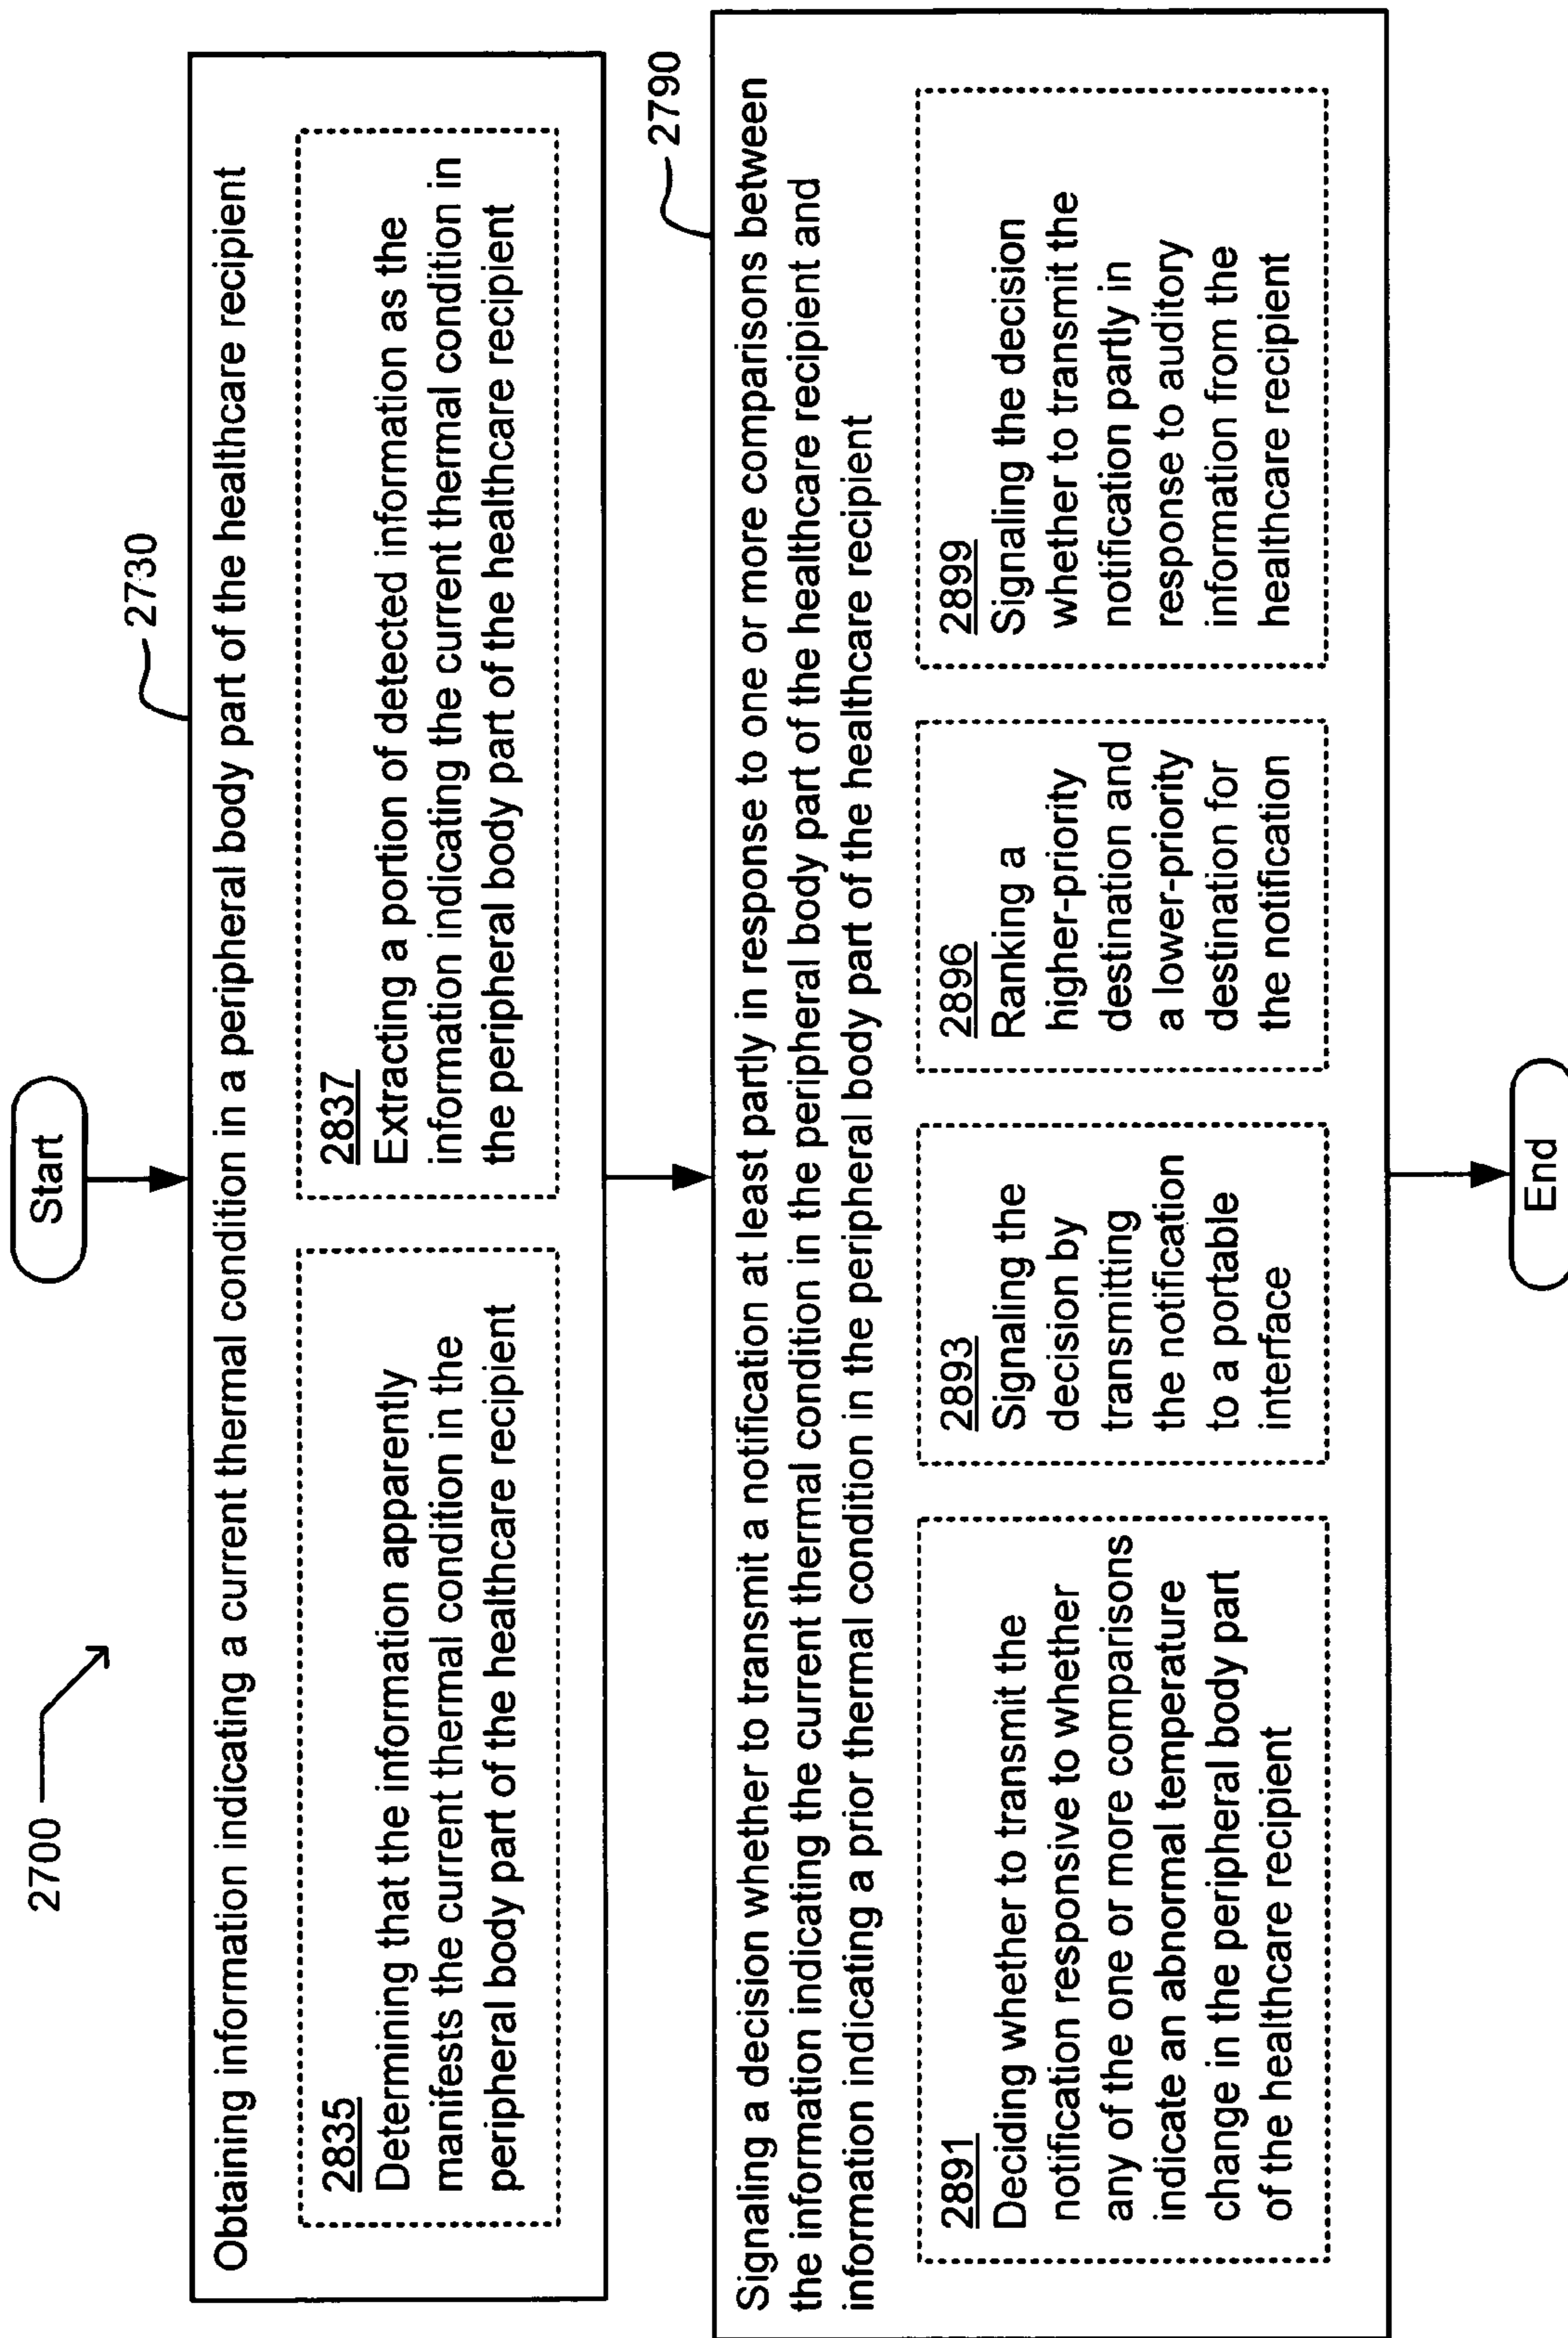 2700
Start
2730
Obtaining information indicating a current thermal condition in a peripheral body part of the healthcare recipient
2835
Determining that the information apparently
manifests the current thermal condition in the
peripheral body part of the healthcare recipient
2837
Extracting a portion of detected information as the
information indicating the current thermal condition in
the peripheral body part of the healthcare recipient
2790
Signaling a decision whether to transmit a notification at least partly in response to one or more comparisons between
the information indicating the current thermal condition in the peripheral body part of the healthcare recipient and
information indicating a prior thermal condition in the peripheral body part of the healthcare recipient
2891
Deciding whether to transmit the
notification responsive to whether
any of the one or more comparisons
indicate an abnormal temperature
change in the peripheral body part
of the healthcare recipient
2893
Signaling the
decision by
transmitting
the notification
to a portable
interface
2896
Ranking a
higher-priority
destination and
a lower-priority
destination for
the notification
2899
Signaling the decision
whether to transmit the
notification partly in
response to auditory
information from the
healthcare recipient
End